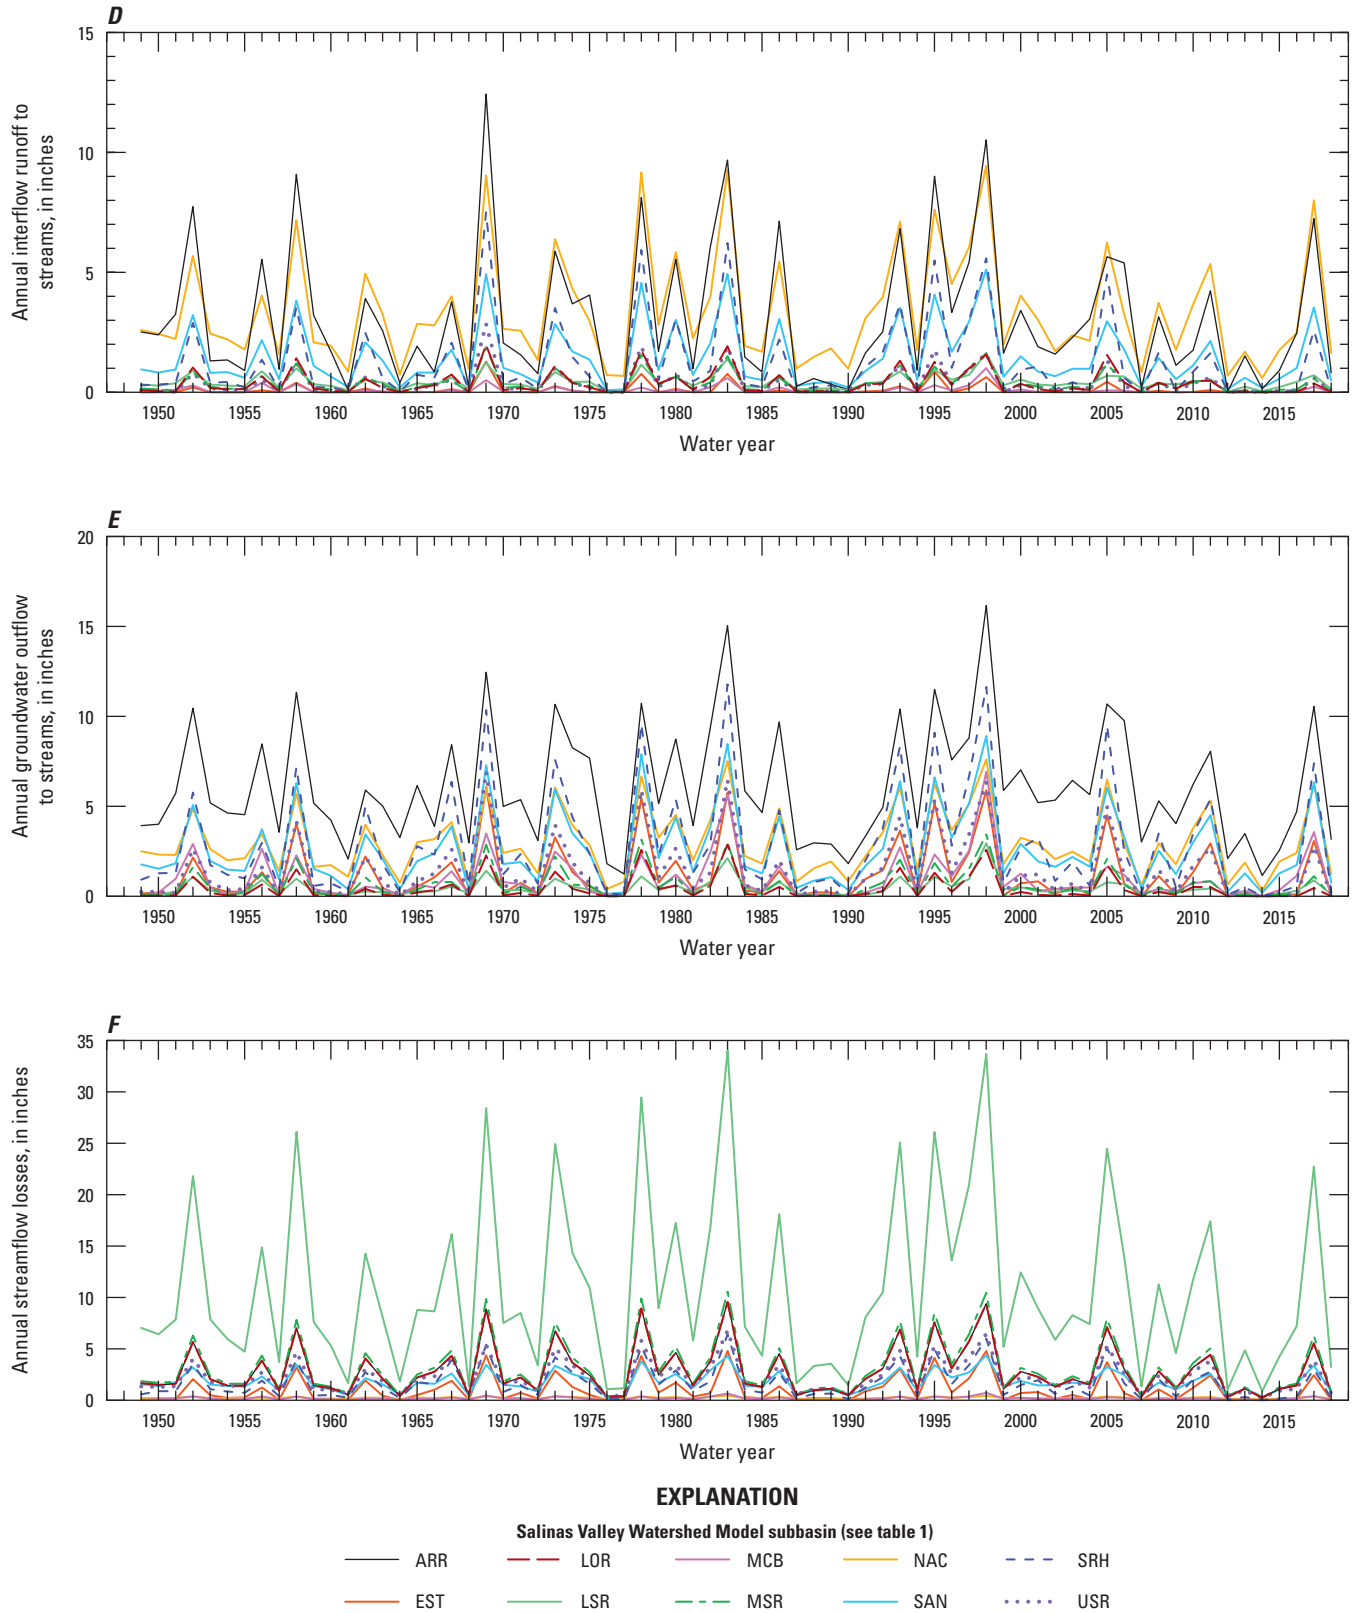 D
15
10
5
0
Annual interflow runoff to
streams, in inches
1950 1955 1960 1965 1970 1975 1980 1985 1990 1995 2000 2005 2010 2015
Water year
E
20
15
10
5
0
Annual groundwater outflow
to streams, in inches
1950 1955 1960 1965 1970 1975 1980 1985 1990 1995 2000 2005 2010 2015
Water year
F
35
30
25
20
15
10
5
0
Annual streamflow losses, in inches
1950 1955 1960 1965 1970 1975 1980 1985 1990 1995 2000 2005 2010 2015
Water year
EXPLANATION
Salinas Valley Watershed Model subbasin (see table 1)
ARR LOR MCB NAC SRH
EST LSR MSR SAN USR